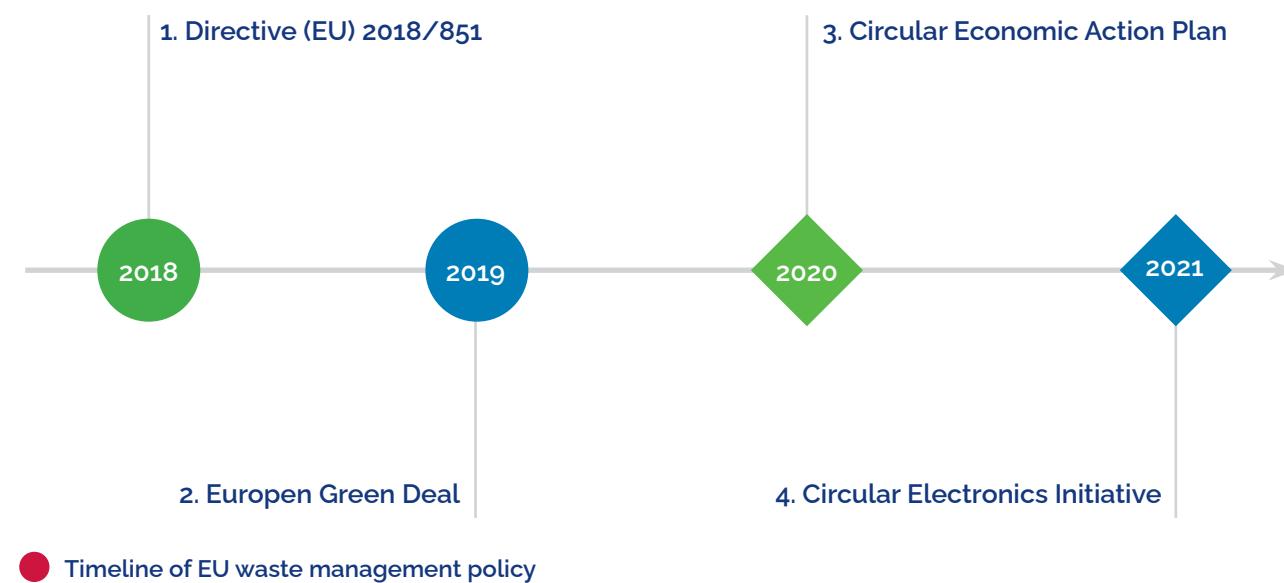 1. Directive (EU) 2018/851
3. Circular Economic Action Plan
2018
2019
2020
2021
2. Europen Green Deal
4. Circular Electronics Initiative
Timeline of EU waste management policy